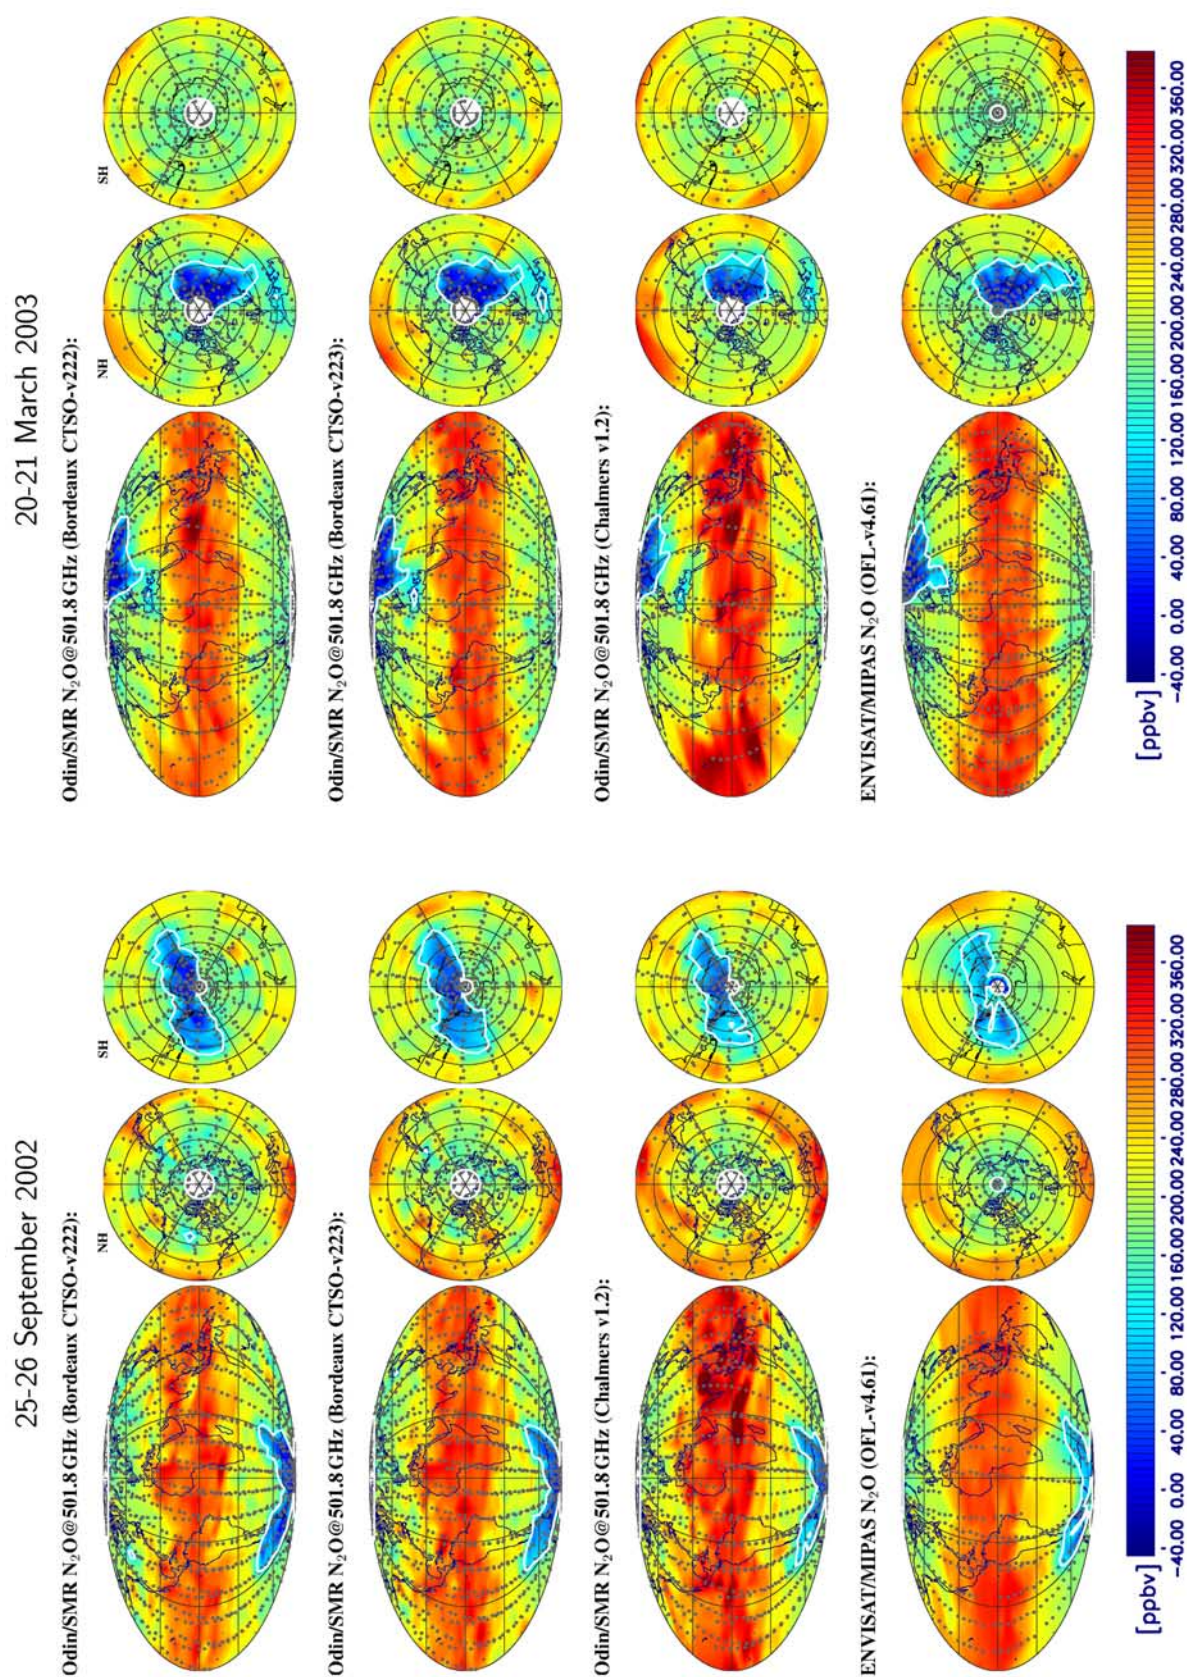 25-26 September 2002
Odin/SMR N₂O@501.8 GHz (Bordeaux CTSO-v222):
NH
SH
Odin/SMR N₂O@501.8 GHz (Bordeaux CTSO-v223):
Odin/SMR N₂O@501.8 GHz (Chalmers v1.2):
ENVISAT/MIPAS N₂O (OFL-v4.61):
[ppbv]
-40.00 0.00 40.00 80.00 120.00 160.00 200.00 240.00 280.00 320.00 360.00
20-21 March 2003
Odin/SMR N₂O@501.8 GHz (Bordeaux CTSO-v222):
NH
SH
Odin/SMR N₂O@501.8 GHz (Bordeaux CTSO-v223):
Odin/SMR N₂O@501.8 GHz (Chalmers v1.2):
ENVISAT/MIPAS N₂O (OFL-v4.61):
[ppbv]
-40.00 0.00 40.00 80.00 120.00 160.00 200.00 240.00 280.00 320.00 360.00